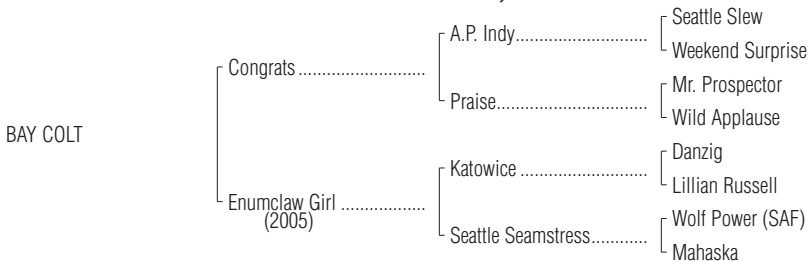 Seattle Slew
A.P. Indy..............................
Weekend Surprise
Congrats ..........................
Mr. Prospector
Praise..................................
Wild Applause
BAY COLT
Danzig
Katowice ..........................
Lillian Russell
Enumclaw Girl .................
(2005)
Wolf Power (SAF)
Seattle Seamstress............
Mahaska